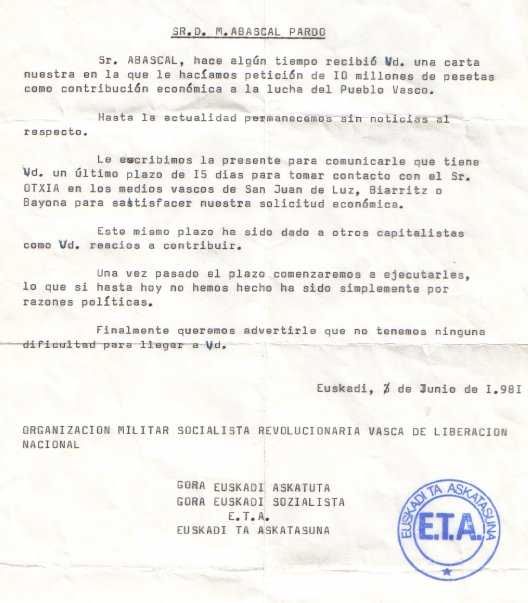 SR.D. M.ABASCAL PARDO
Sr. ABASCAL, hace algún tiempo recibió Vd. una carta
nuestra en la que le hacíamos petición de IO millones de pesetas
como contribución económica a la lucha del Pueblo Vasco.
Hasta la actualidad permanecemos sin noticias al
respecto.
Le escribimos la presente para comunicarle que tiene
Vd. un último plazo de I5 dias para tomar contacto con el Sr.
OTXIA en los medios vascos de San Juan de Luz, Biarritz o
Bayona para satisfacer nuestra solicitud económica.
Este mismo plazo ha sido dado a otros capitalistas
como Vd. reacios a contribuir.
Una vez pasado el plazo comenzaremos a ejecutarles,
lo que si hasta hoy no hemos hecho ha sido simplemente por
razones políticas.
Finalmente queremos advertirle que no tenemos ninguna
dificultad para llegar a Vd.
Euskadi, de Junio de I.98I
ORGANIZACION MILITAR SOCIALISTA REVOLUCIONARIA VASCA DE LIBERACION
NACIONAL
GORA EUSKADI ASKATUTA
GORA EUSKADI SOZIALISTA
E.T.A.
EUSKADI TA ASKATASUNA
EUSKADI TA ASKATASUNA
E.T.A.